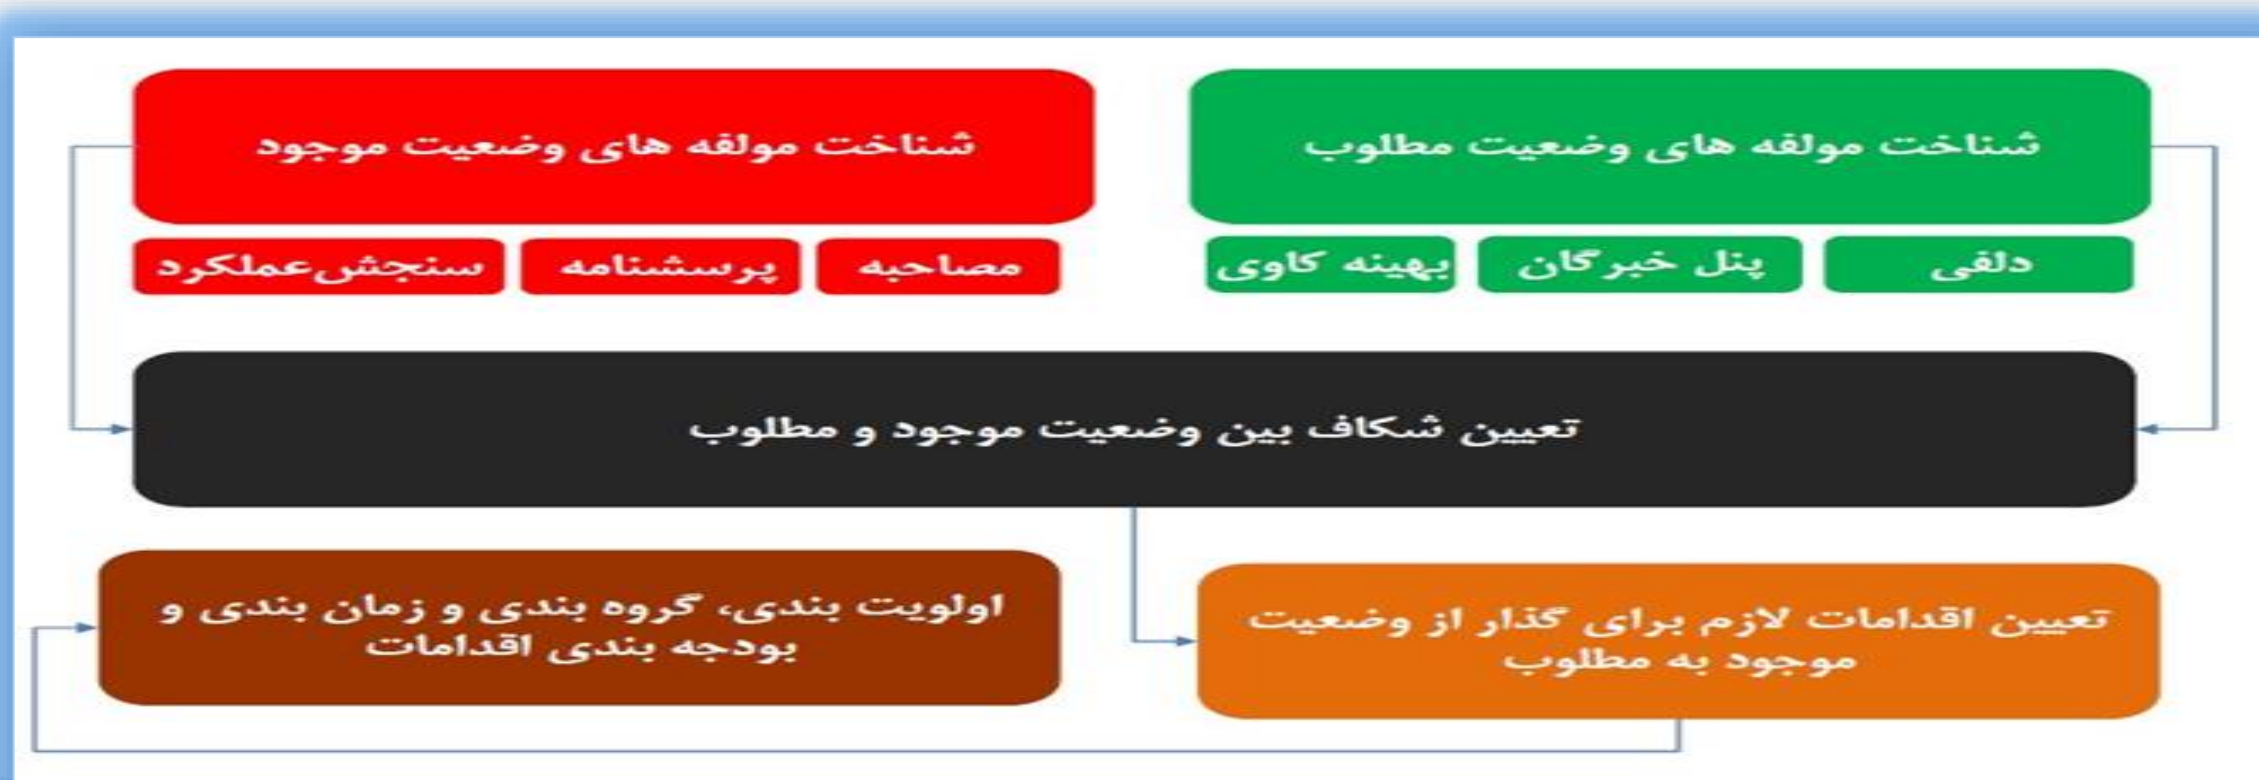 شناخت مولفه های وضعیت مطلوب
شناخت مولفه های وضعیت موجود
دلفی
پنل خبرگان
بهینه کاوی
مصاحبه
پرسشنامه
سنجش‌عملکرد
تعیین شکاف بین وضعیت موجود و مطلوب
تعیین اقدامات لازم برای گذار از وضعیت
موجود به مطلوب
اولویت بندی، گروه بندی و زمان بندی و
بودجه بندی اقدامات